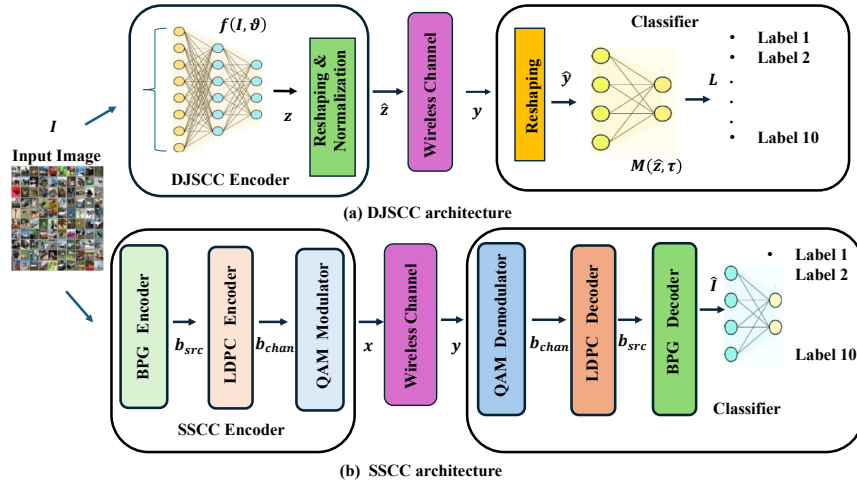 f(I, ϑ)
Classifier
Label 1
Label 2
Label 10
I
Input Image
z
Reshaping &
Normalization
ẑ
Wireless Channel
y
Reshaping
ŷ
L
M(ẑ, τ)
DJSCC Encoder
(a) DJSCC architecture
BPG Encoder
b_src
LDPC Encoder
b_chan
QAM Modulator
x
Wireless Channel
y
QAM Demodulator
b_chan
LDPC Decoder
b_src
BPG Decoder
Î
Label 1
Label 2
Label 10
SSCC Encoder
Classifier
(b) SSCC architecture